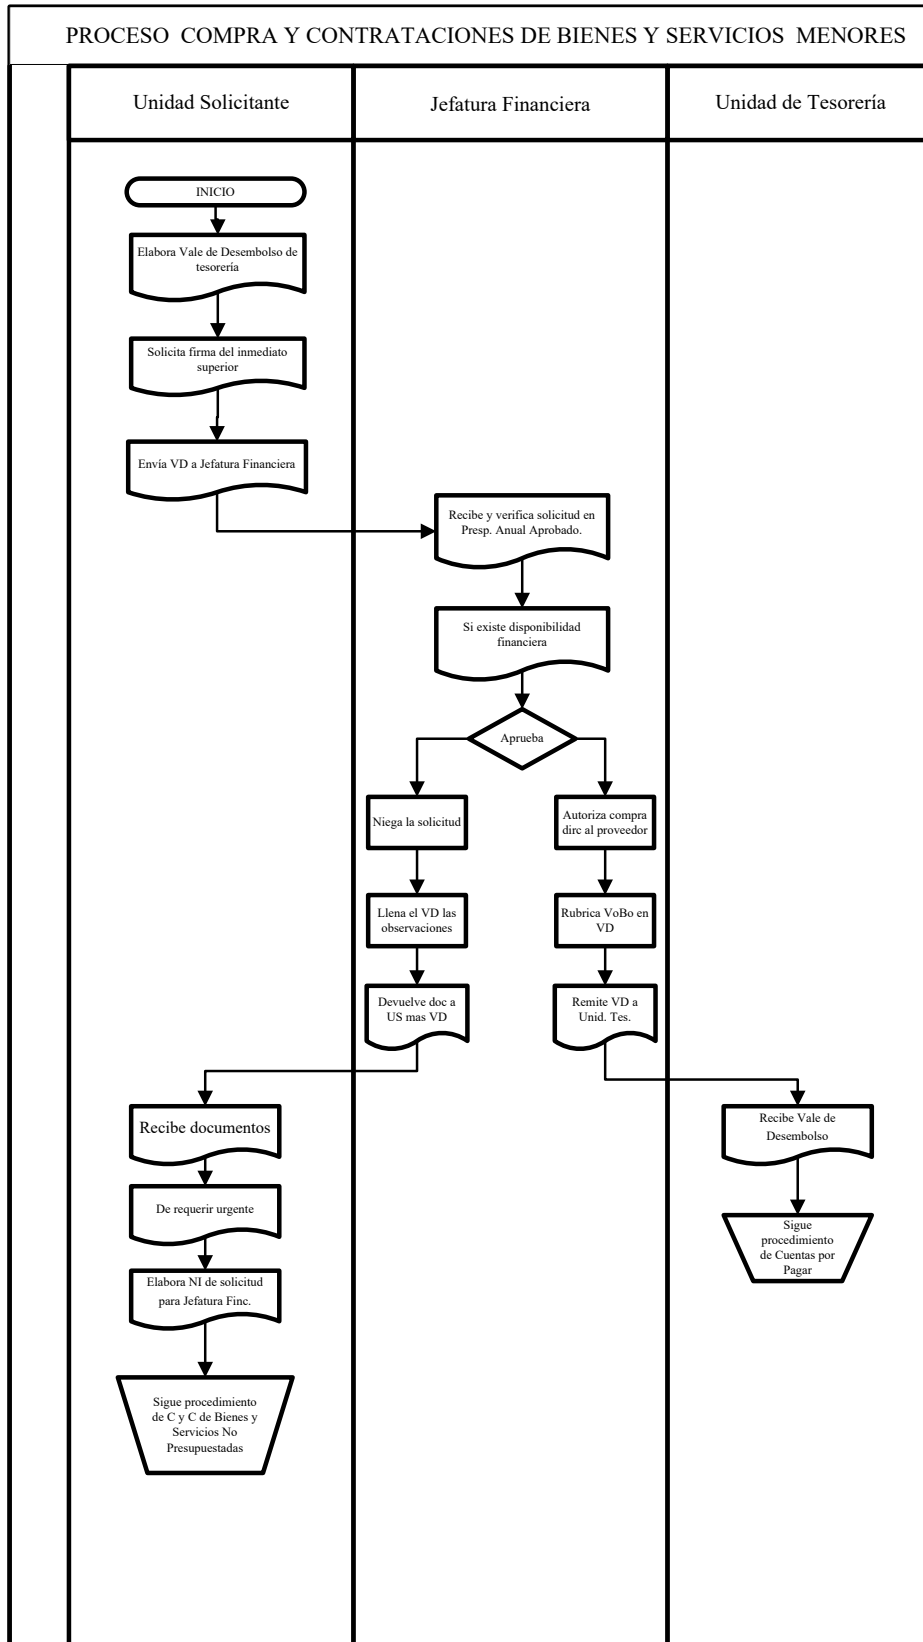 PROCESO COMPRA Y CONTRATACIONES DE BIENES Y SERVICIOS MENORES
Unidad Solicitante
Jefatura Financiera
Unidad de Tesorería
INICIO
Elabora Vale de Desembolso de
tesorería
Solicita firma del inmediato
superior
Envía VD a Jefatura Financiera
Recibe y verifica solicitud en
Presp. Anual Aprobado.
Si existe disponibilidad
financiera
Aprueba
Niega la solicitud
Autoriza compra
dirc al proveedor
Llena el VD las
observaciones
Rubrica VoBo en
VD
Devuelve doc a
US mas VD
Remite VD a
Unid. Tes.
Recibe documentos
Recibe Vale de
Desembolso
De requerir urgente
Sigue
procedimiento
de Cuentas por
Pagar
Elabora NI de solicitud
para Jefatura Finc.
Sigue procedimiento
de C y C de Bienes y
Servicios No
Presupuestadas